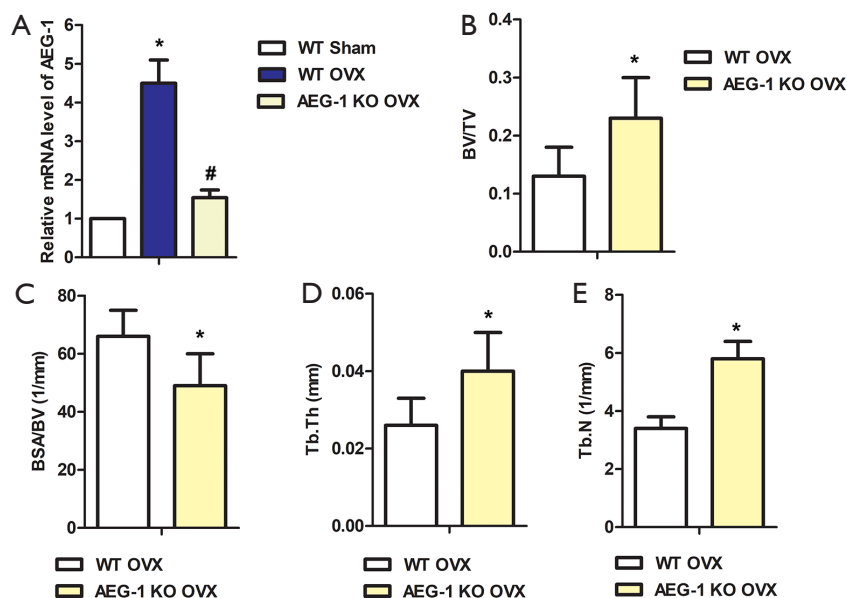 A
Relative mRNA level of AEG-1
6
5
4
3
2
1
0
*
#
WT Sham
WT OVX
AEG-1 KO OVX
B
BV/TV
0.4
0.3
0.2
0.1
0.0
*
WT OVX
AEG-1 KO OVX
C
BSA/BV (1/mm)
80
60
40
20
0
*
WT OVX
AEG-1 KO OVX
D
Tb.Th (mm)
0.06
0.04
0.02
0.00
*
WT OVX
AEG-1 KO OVX
E
Tb.N (1/mm)
8
6
4
2
0
*
WT OVX
AEG-1 KO OVX